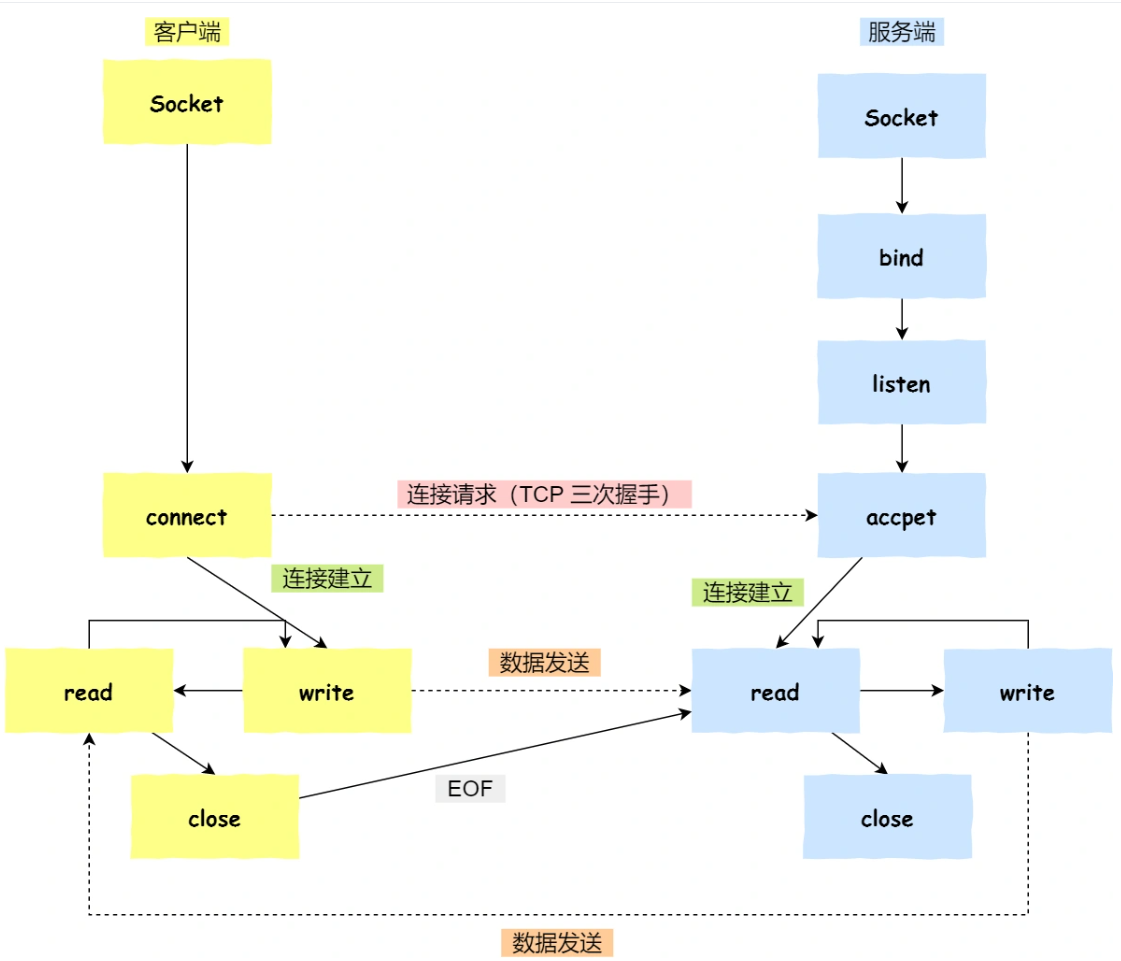 客户端
服务端
Socket
Socket
bind
listen
连接请求（TCP 三次握手）
connect
accpet
连接建立
连接建立
数据发送
read
write
read
write
EOF
close
close
数据发送